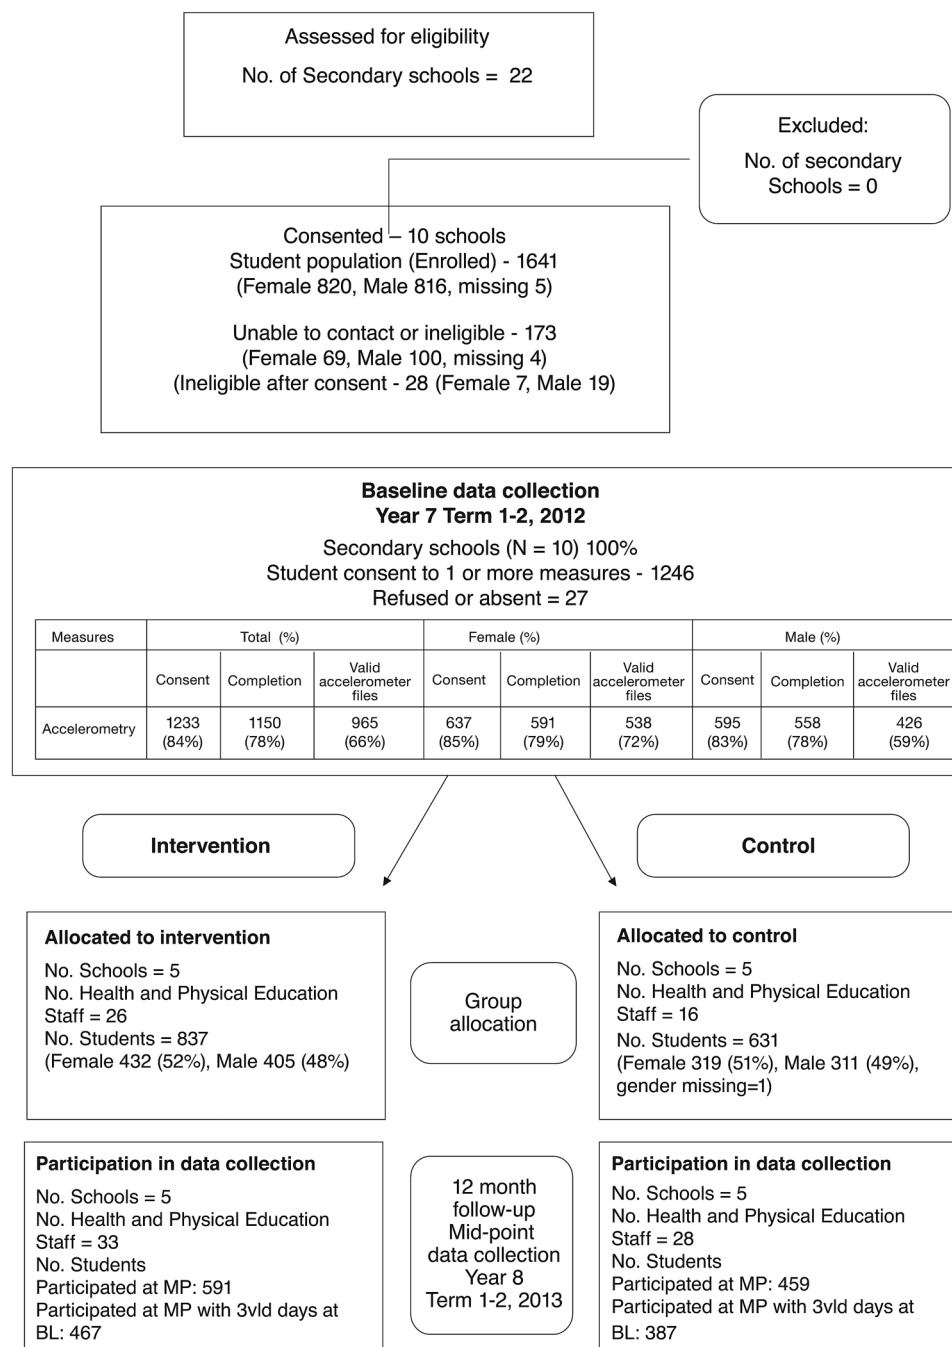 Assessed for eligibility
No. of Secondary schools = 22
Excluded:
No. of secondary
Schools = 0
Consented – 10 schools
Student population (Enrolled) - 1641
(Female 820, Male 816, missing 5)
Unable to contact or ineligible - 173
(Female 69, Male 100, missing 4)
(Ineligible after consent - 28 (Female 7, Male 19)
Baseline data collection
Year 7 Term 1-2, 2012
Secondary schools (N = 10) 100%
Student consent to 1 or more measures - 1246
Refused or absent = 27
Measures Total (%) Female (%) Male (%)
Consent Completion Valid accelerometer files Consent Completion Valid accelerometer files Consent Completion Valid accelerometer files
Accelerometry 1233 (84%) 1150 (78%) 965 (66%) 637 (85%) 591 (79%) 538 (72%) 595 (83%) 558 (78%) 426 (59%)
Intervention
Control
Allocated to intervention
No. Schools = 5
No. Health and Physical Education
Staff = 26
No. Students = 837
(Female 432 (52%), Male 405 (48%)
Group
allocation
Allocated to control
No. Schools = 5
No. Health and Physical Education
Staff = 16
No. Students = 631
(Female 319 (51%), Male 311 (49%),
gender missing=1)
Participation in data collection
No. Schools = 5
No. Health and Physical Education
Staff = 33
No. Students
Participated at MP: 591
Participated at MP with 3vld days at
BL: 467
12 month
follow-up
Mid-point
data collection
Year 8
Term 1-2, 2013
Participation in data collection
No. Schools = 5
No. Health and Physical Education
Staff = 28
No. Students
Participated at MP: 459
Participated at MP with 3vld days at
BL: 387